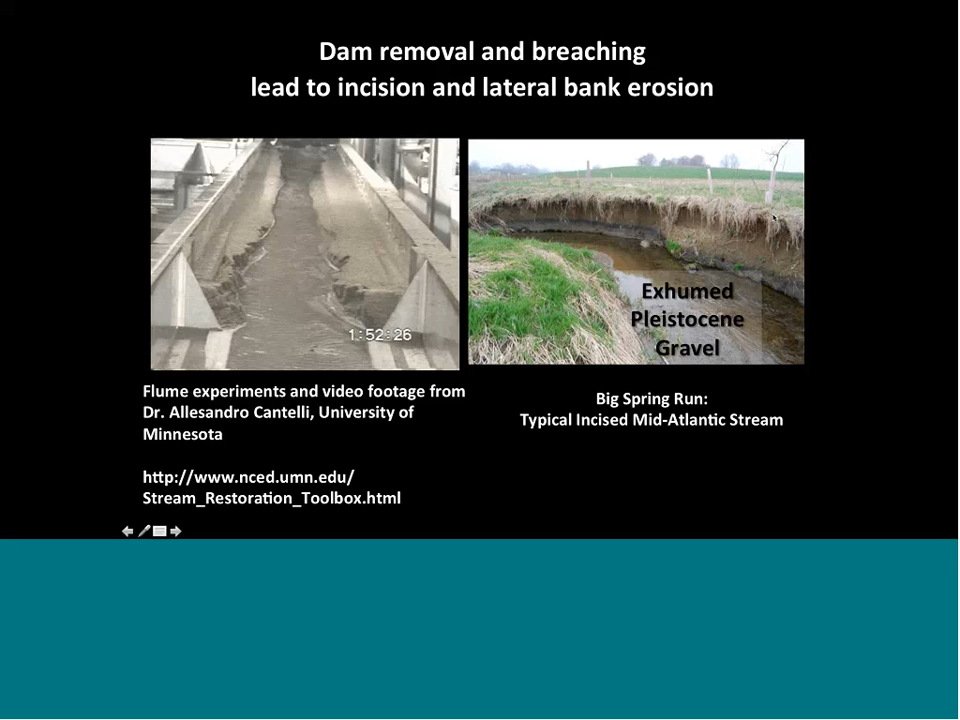 Dam removal and breaching
lead to incision and lateral bank erosion
1:52:26
Exhumed
Pleistocene
Gravel
Flume experiments and video footage from
Dr. Allesandro Cantelli, University of
Minnesota
http://www.nced.umn.edu/
Stream_Restoration_Toolbox.html
Big Spring Run:
Typical Incised Mid-Atlantic Stream